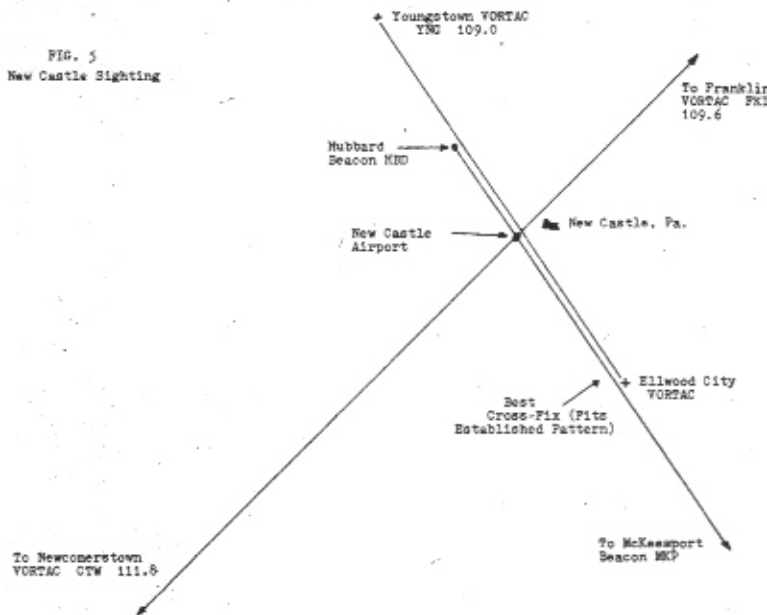 Youngstown VORTAC
YNG 109.0
FIG. 5
New Castle Sighting
To Franklin
VORTAC
109.6
Hubbard
Beacon HBD
New Castle, Pa.
New Castle
Airport
Ellwood City
VORTAC
Best
Cross-Fix (Fits
Established Pattern)
To McKeesport
Beacon MKP
To Newcomerstown
VORTAC CTW 111.8